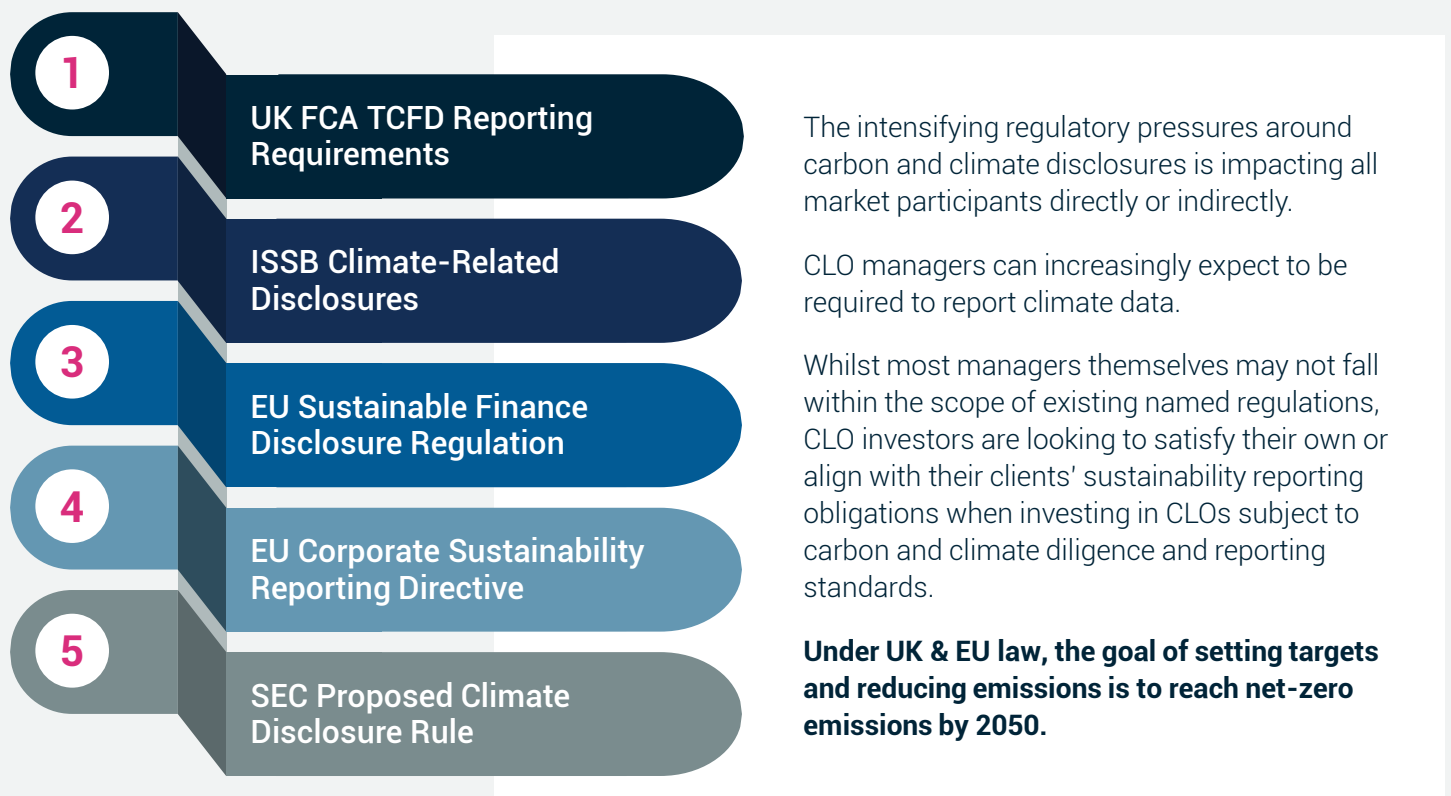 1
UK FCA TCFD Reporting
Requirements
2
ISSB Climate-Related
Disclosures
3
EU Sustainable Finance
Disclosure Regulation
4
EU Corporate Sustainability
Reporting Directive
5
SEC Proposed Climate
Disclosure Rule
The intensifying regulatory pressures around
carbon and climate disclosures is impacting all
market participants directly or indirectly.
CLO managers can increasingly expect to be
required to report climate data.
Whilst most managers themselves may not fall
within the scope of existing named regulations,
CLO investors are looking to satisfy their own or
align with their clients' sustainability reporting
obligations when investing in CLOs subject to
carbon and climate diligence and reporting
standards.
Under UK & EU law, the goal of setting targets
and reducing emissions is to reach net-zero
emissions by 2050.